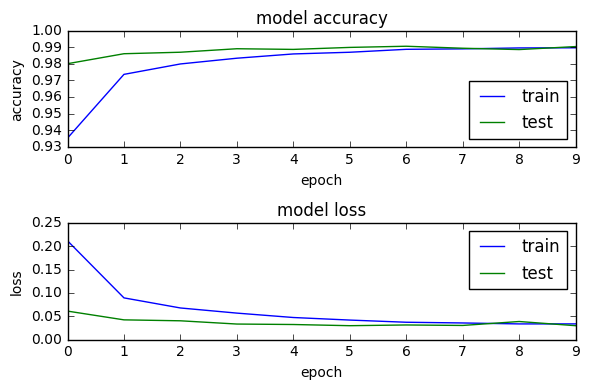 model accuracy
1.00
0.99
0.98
0.97
0.96
0.95
0.94
0.93
accuracy
train
test
0 1 2 3 4 5 6 7 8 9
epoch
model loss
0.25
0.20
0.15
0.10
0.05
0.00
loss
train
test
0 1 2 3 4 5 6 7 8 9
epoch